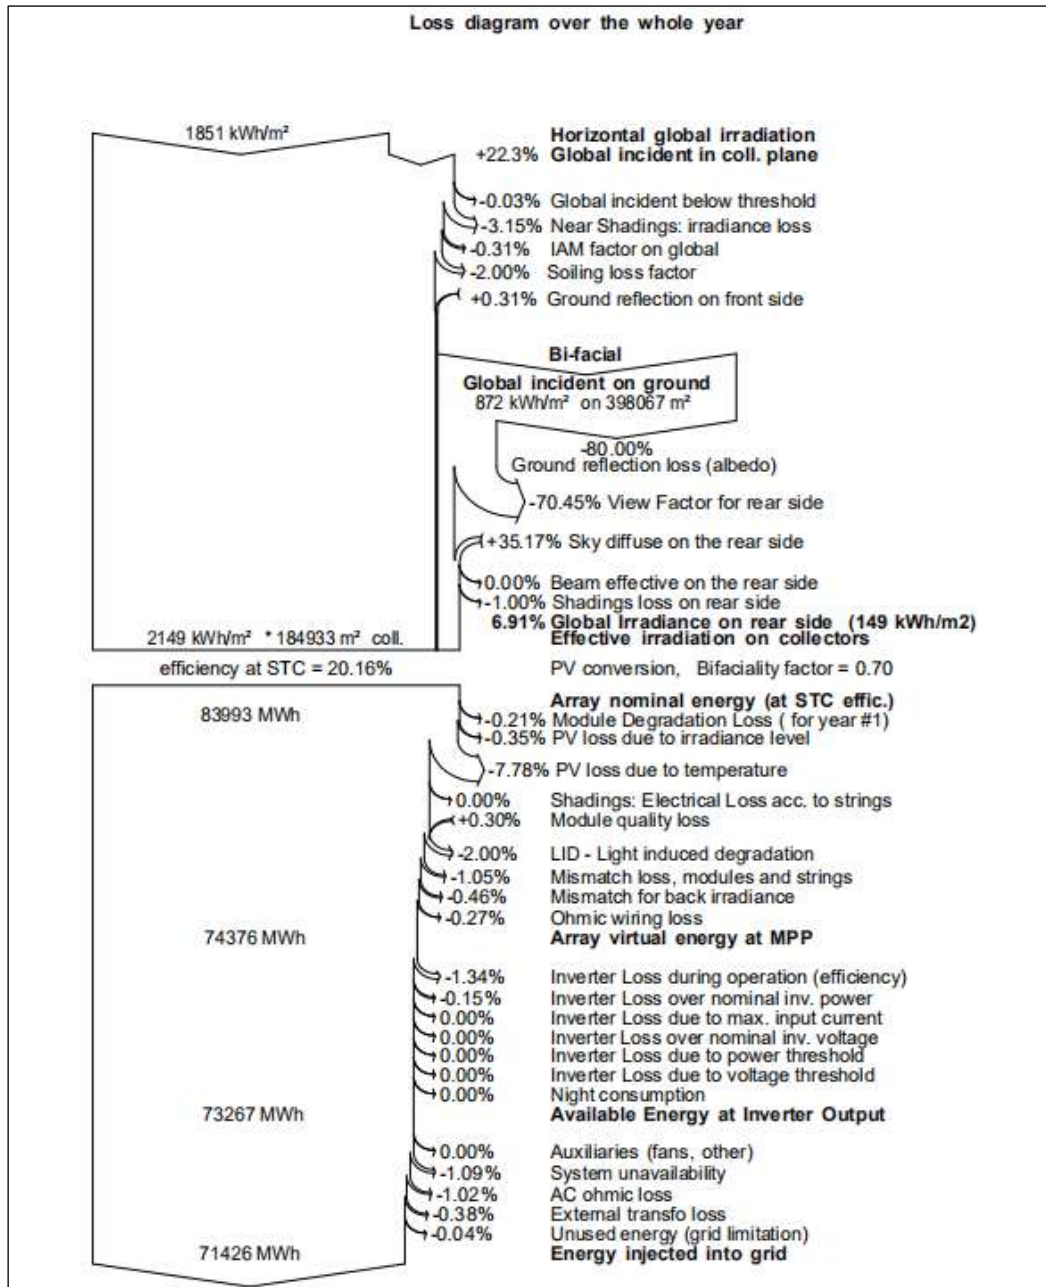 Loss diagram over the whole year
1851 kWh/m² Horizontal global irradiation
+22.3% Global incident in coll. plane
-0.03% Global incident below threshold
-3.15% Near Shadings: irradiance loss
-0.31% IAM factor on global
-2.00% Soiling loss factor
+0.31% Ground reflection on front side
Bi-facial
Global incident on ground
872 kWh/m² on 398067 m²
-80.00%
Ground reflection loss (albedo)
-70.45% View Factor for rear side
+35.17% Sky diffuse on the rear side
0.00% Beam effective on the rear side
-1.00% Shadings loss on rear side
6.91% Global Irradiance on rear side (149 kWh/m2)
2149 kWh/m² * 184933 m² coll. Effective irradiation on collectors
efficiency at STC = 20.16% PV conversion, Bifaciality factor = 0.70
Array nominal energy (at STC effic.)
83993 MWh
-0.21% Module Degradation Loss ( for year #1)
-0.35% PV loss due to irradiance level
-7.78% PV loss due to temperature
0.00% Shadings: Electrical Loss acc. to strings
+0.30% Module quality loss
-2.00% LID - Light induced degradation
-1.05% Mismatch loss, modules and strings
-0.46% Mismatch for back irradiance
-0.27% Ohmic wiring loss
74376 MWh Array virtual energy at MPP
-1.34% Inverter Loss during operation (efficiency)
-0.15% Inverter Loss over nominal inv. power
0.00% Inverter Loss due to max. input current
0.00% Inverter Loss over nominal inv. voltage
0.00% Inverter Loss due to power threshold
0.00% Inverter Loss due to voltage threshold
0.00% Night consumption
73267 MWh Available Energy at Inverter Output
0.00% Auxiliaries (fans, other)
-1.09% System unavailability
-1.02% AC ohmic loss
-0.38% External transfo loss
-0.04% Unused energy (grid limitation)
71426 MWh Energy injected into grid